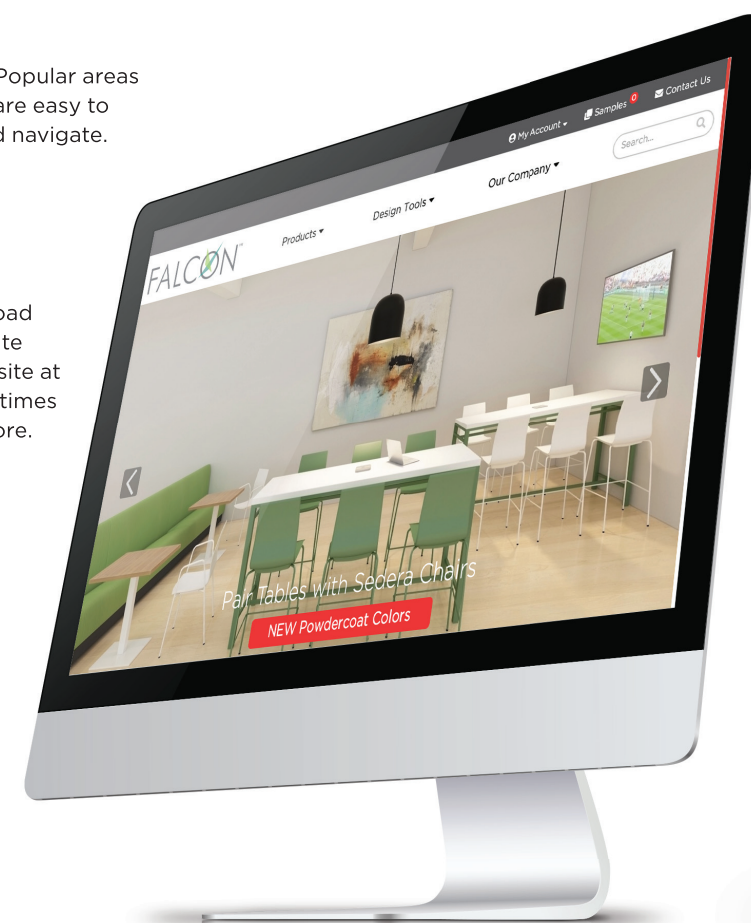 Popular areas
are easy to
d navigate.
My Account
Samples 0
Contact Us
FALCON™
Products
Design Tools
Our Company
Search...
oad
te
site at
times
ore.
Pair Tables with Sedera Chairs
NEW Powdercoat Colors